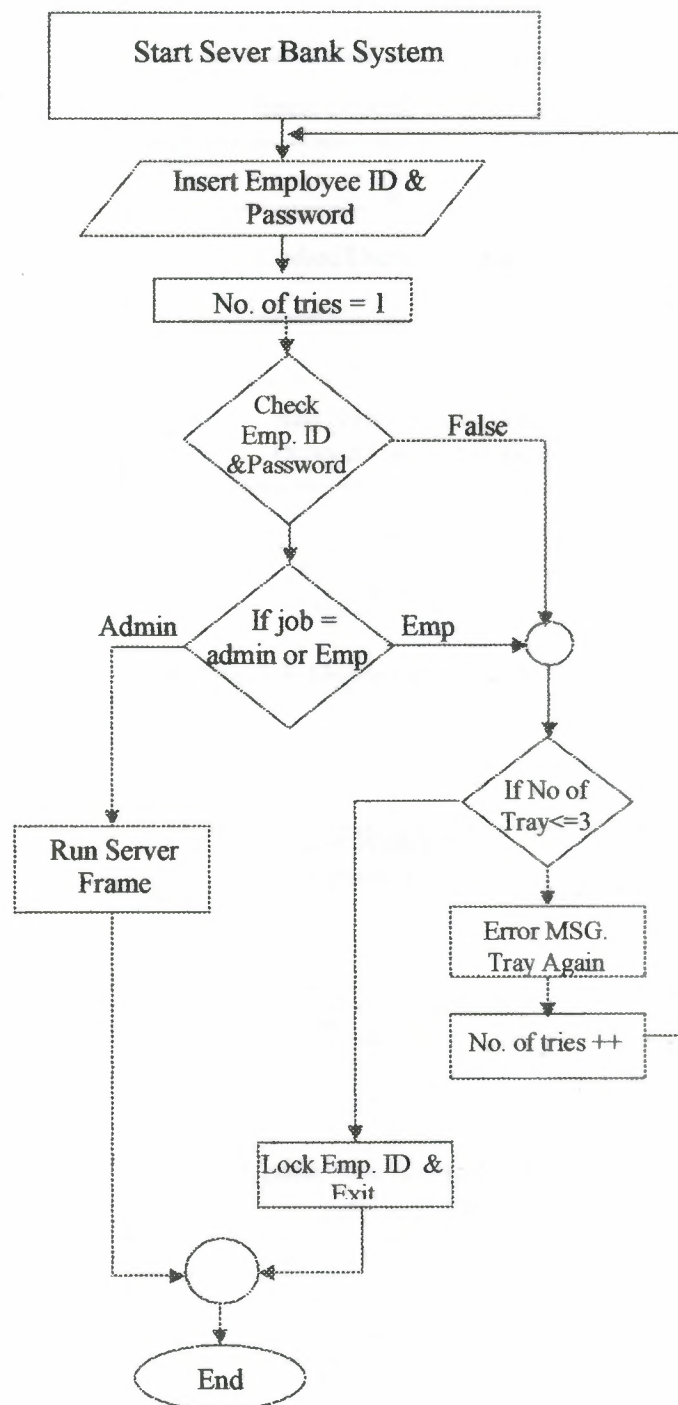 Start Sever Bank System
Insert Employee ID &
Password
No. of tries = 1
Check
Emp. ID
&Password
False
If job =
admin or Emp
Admin
Emp
If No of
Tray<=3
Run Server
Frame
Error MSG.
Tray Again
No. of tries ++
Lock Emp. ID &
Exit
End